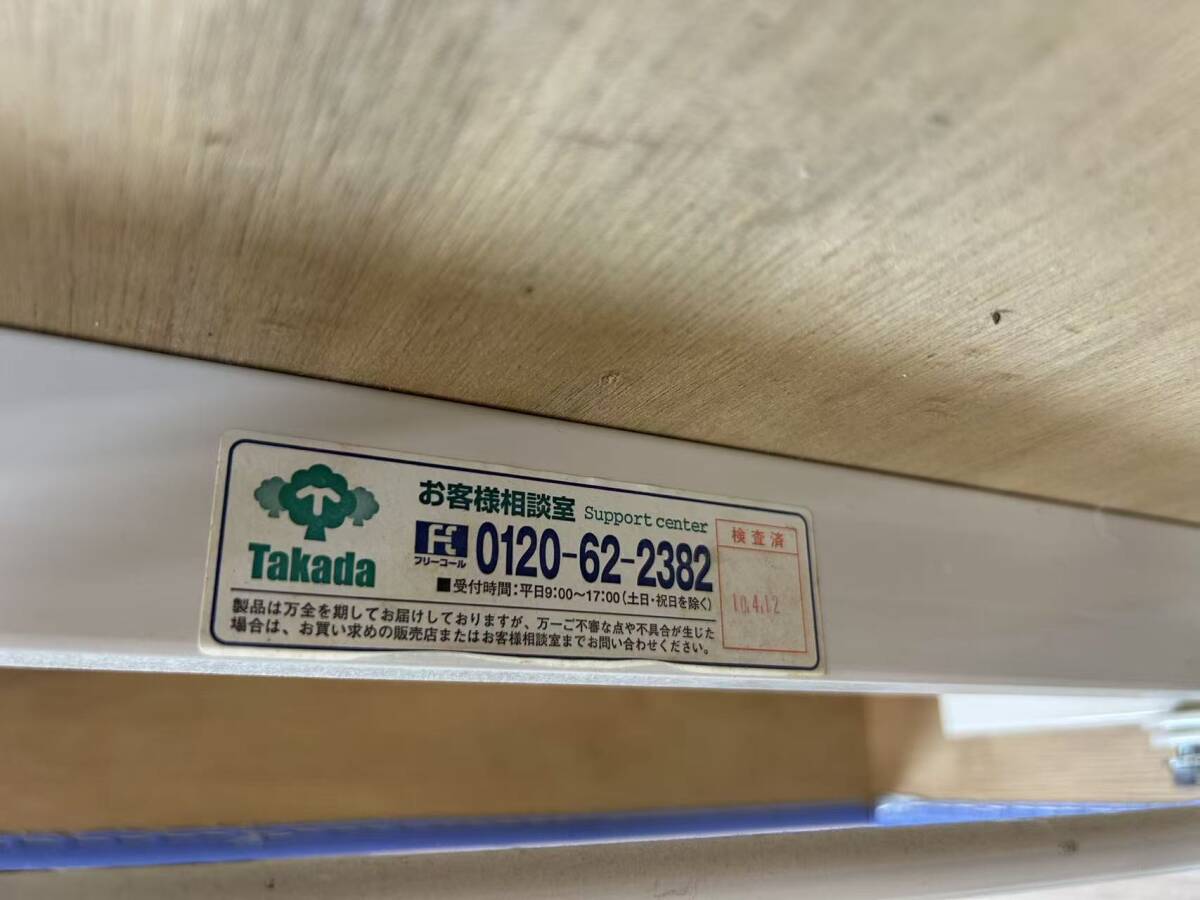 Takada
お客様相談室 Support center
フリーコール 0120-62-2382
■受付時間:平日9:00〜17:00(土日・祝日を除く)
検査済
10.4.12
製品は万全を期してお届けしておりますが、万一ご不審な点や不具合が生じた
場合は、お買い求めの販売店またはお客様相談室までお問い合わせください。